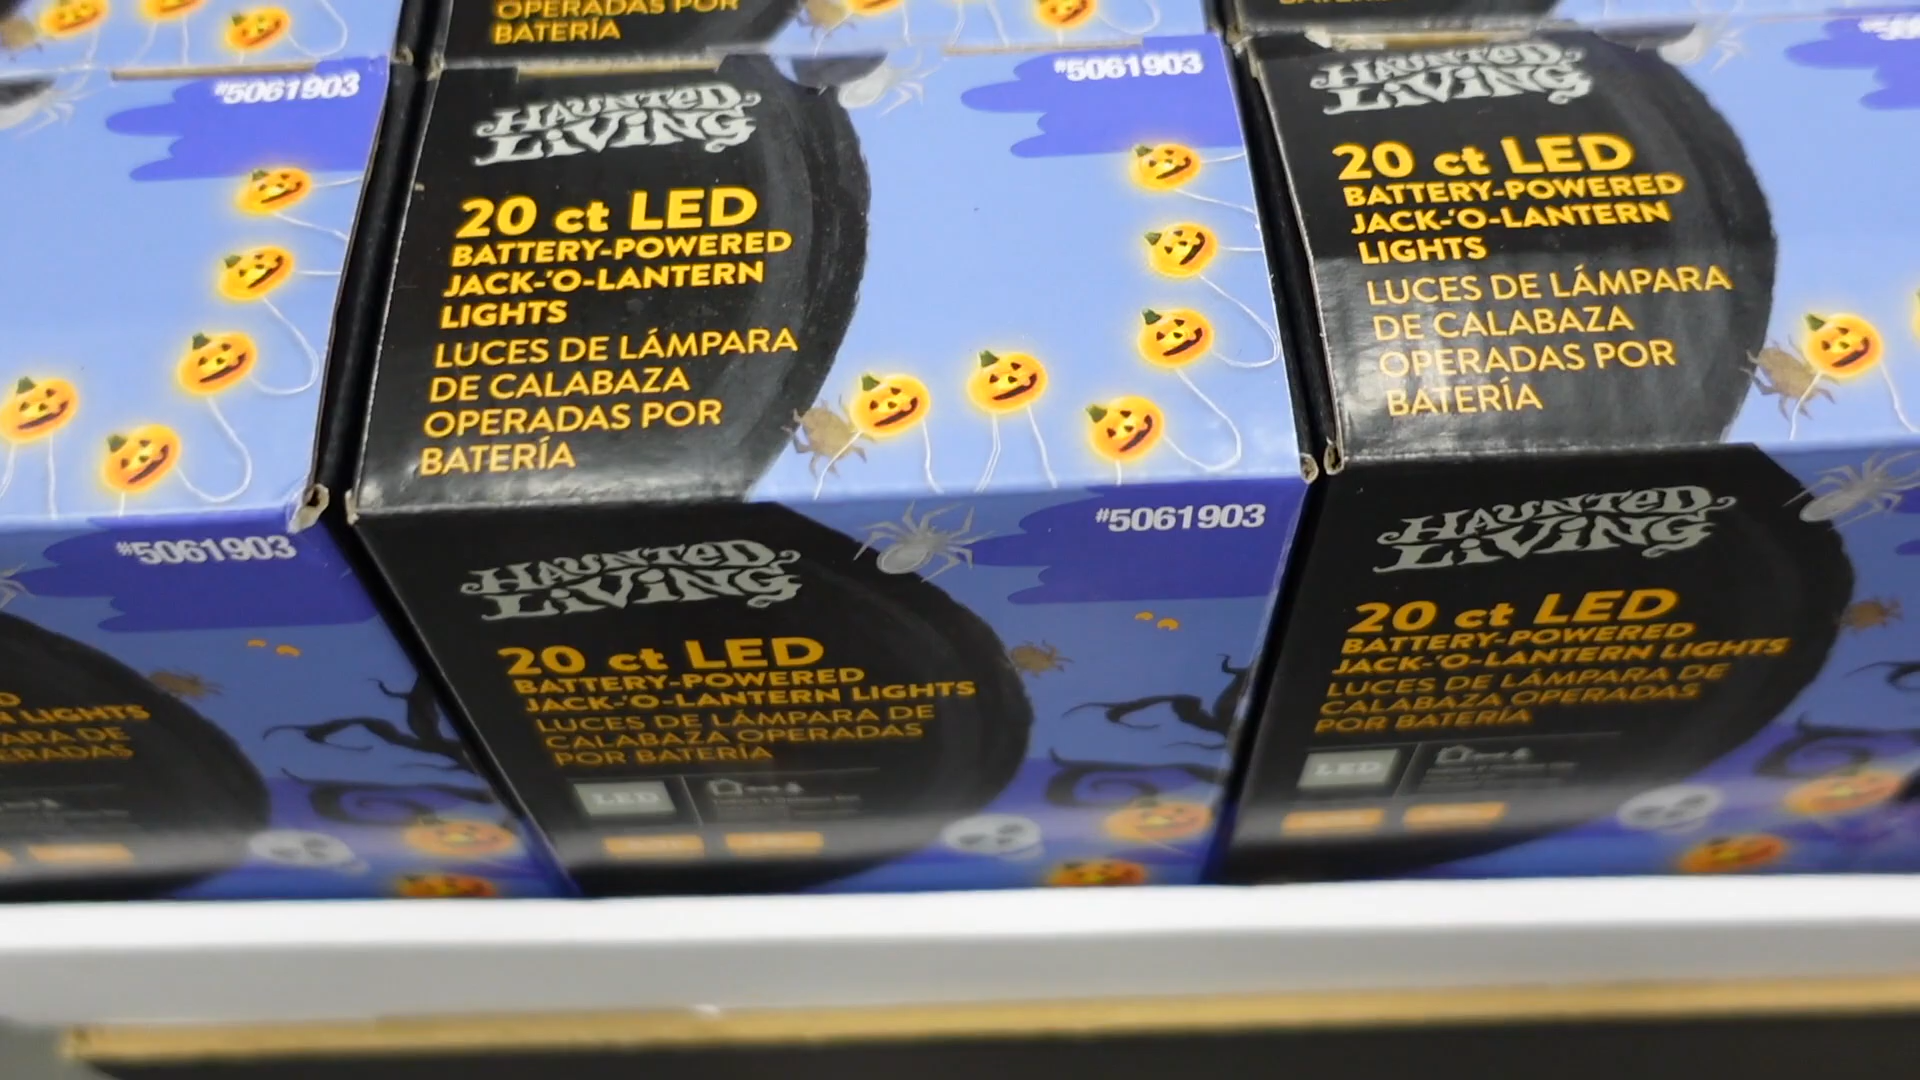 OPERADAS POR
BATERÍA
#5061903
HAUNTED
LIVING
20 ct LED
BATTERY-POWERED
JACK-'O-LANTERN
LIGHTS
LUCES DE LÁMPARA
DE CALABAZA
OPERADAS POR
BATERÍA
#5061903
HAUNTED
LIVING
20 ct LED
BATTERY-POWERED
JACK-'O-LANTERN
LIGHTS
LUCES DE LÁMPARA
DE CALABAZA
OPERADAS POR
BATERÍA
#5061903
LIGHTS
HAUNTED
LIVING
20 ct LED
BATTERY-POWERED
JACK-'O-LANTERN LIGHTS
LUCES DE LÁMPARA DE
CALABAZA OPERADAS
POR BATERÍA
LED
#5061903
HAUNTED
LIVING
20 ct LED
BATTERY-POWERED
JACK-'O-LANTERN LIGHTS
LUCES DE LÁMPARA DE
CALABAZA OPERADAS
POR BATERÍA
LED